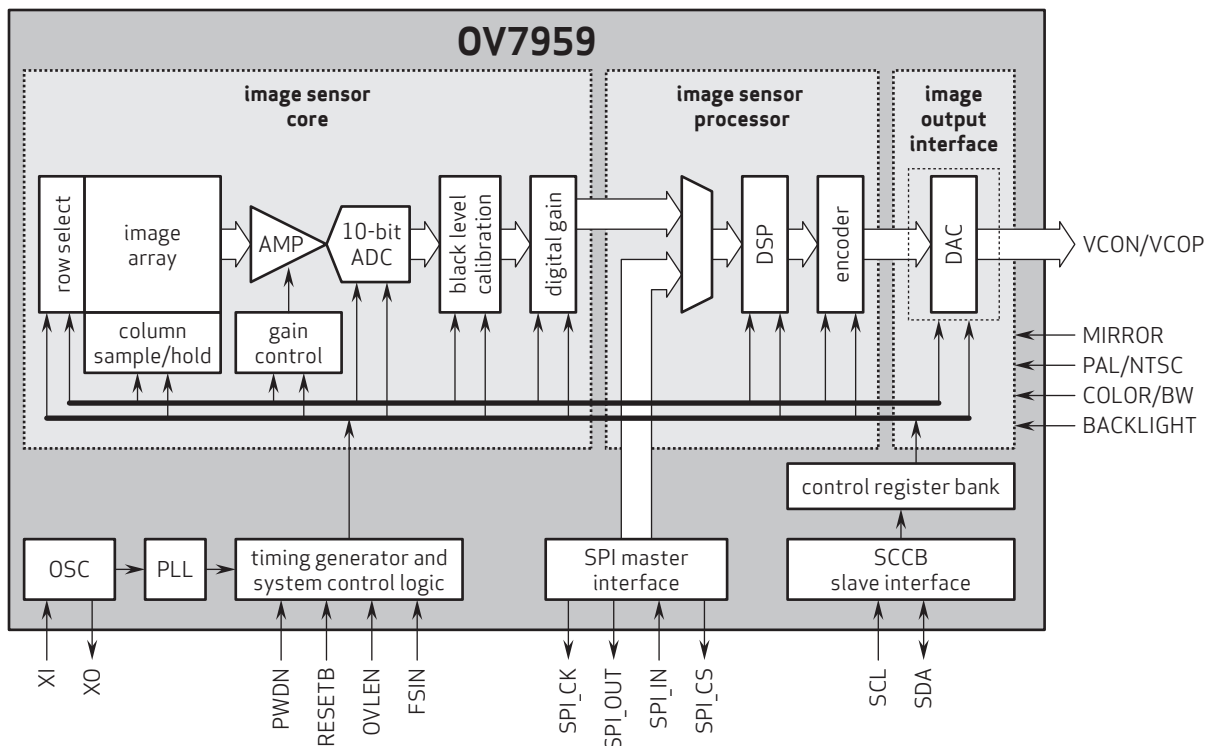 OV7959
image sensor
core
image sensor
processor
image
output
interface
row select
image
array
column
sample/hold
AMP
gain
control
10-bit
ADC
black level
calibration
digital gain
DSP
encoder
DAC
VCON/VCOP
MIRROR
PAL/NTSC
COLOR/BW
BACKLIGHT
control register bank
OSC
PLL
timing generator and
system control logic
SPI master
interface
SCCB
slave interface
XI
XO
PWDN
RESETB
OVLEN
FSIN
SPI_CK
SPI_OUT
SPI_IN
SPI_CS
SCL
SDA